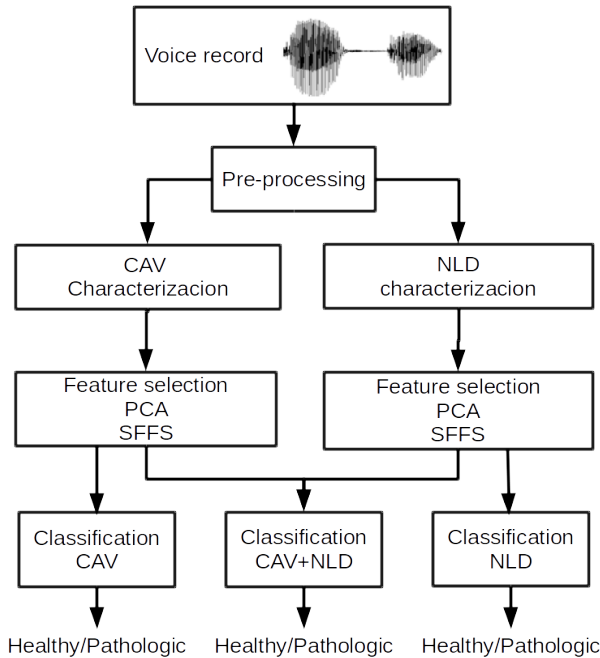 Voice record
Pre-processing
CAV
Characterizacion
NLD
characterizacion
Feature selection
PCA
SFFS
Feature selection
PCA
SFFS
Classification
CAV
Classification
CAV+NLD
Classification
NLD
Healthy/Pathologic
Healthy/Pathologic
Healthy/Pathologic